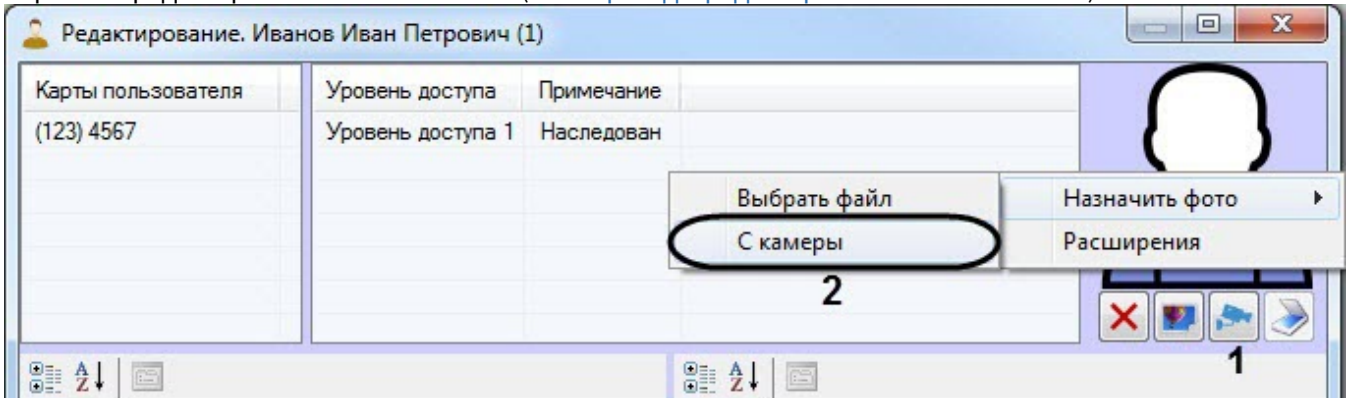 Редактирование. Иванов Иван Петрович (1)
Карты пользователя
Уровень доступа Примечание
(123) 4567
Уровень доступа 1 Наследован
Выбрать файл
Назначить фото
С камеры
Расширения
2
1